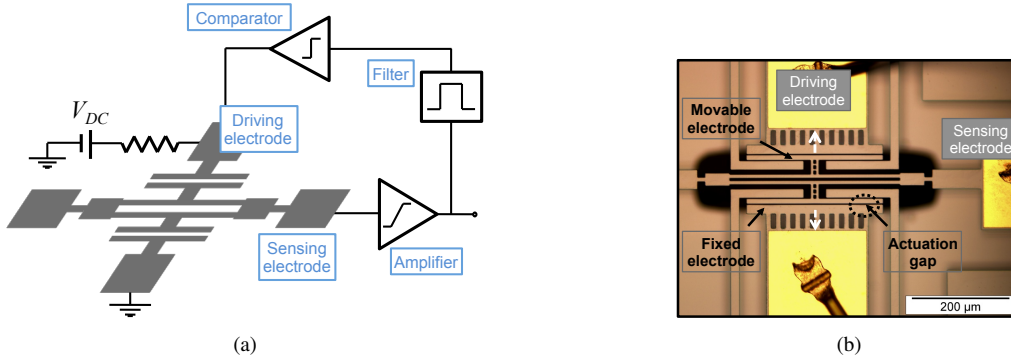 Comparator
Filter
V_DC
Driving
electrode
Sensing
electrode
Amplifier
(a)
Driving
electrode
Movable
electrode
Sensing
electrode
Fixed
electrode
Actuation
gap
200 µm
(b)